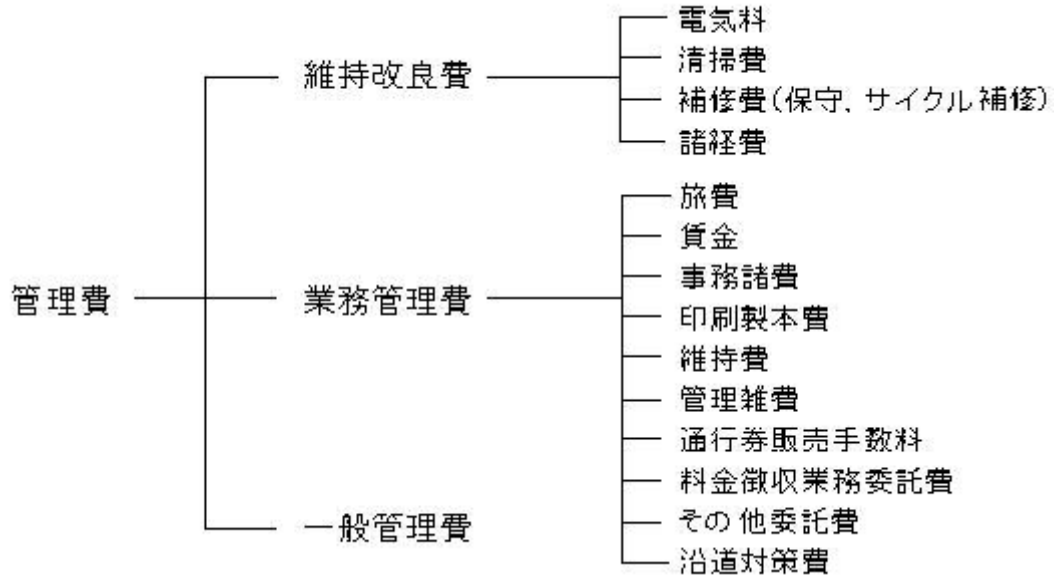 管理費
維持改良費
電気料
清掃費
補修費(保守、サイクル補修)
諸経費
業務管理費
旅費
賃金
事務諸費
印刷製本費
維持費
管理雑費
通行券販売手数料
料金徴収業務委託費
その他委託費
沿道対策費
一般管理費